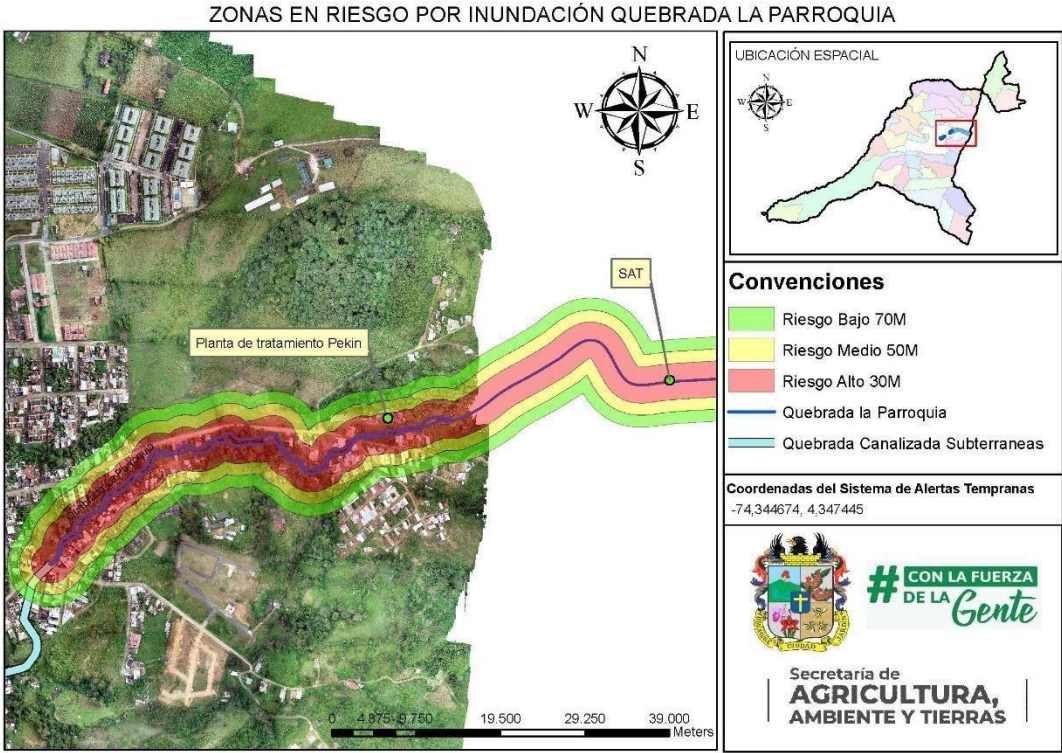 ZONAS EN RIESGO POR INUNDACIÓN QUEBRADA LA PARROQUIA
N
W
E
S
SAT
Planta de tratamiento Pekin
0 4.875 9.750 19.500 29.250 39.000
Meters
UBICACIÓN ESPACIAL
N
W
E
S
Convenciones
Riesgo Bajo 70M
Riesgo Medio 50M
Riesgo Alto 30M
Quebrada la Parroquia
Quebrada Canalizada Subterraneas
Coordenadas del Sistema de Alertas Tempranas
-74,344674, 4,347445
CIUDAD
# CON LA FUERZA
DE LA Gente
Secretaría de
AGRICULTURA,
AMBIENTE Y TIERRAS